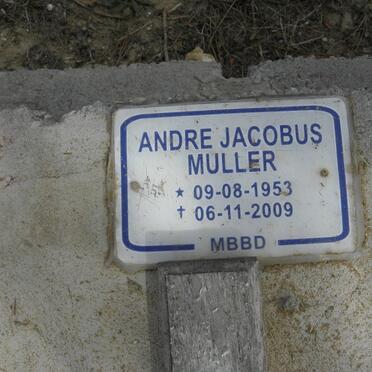 ANDRE JACOBUS
MULLER
★ 09-08-1953
† 06-11-2009
MBBD